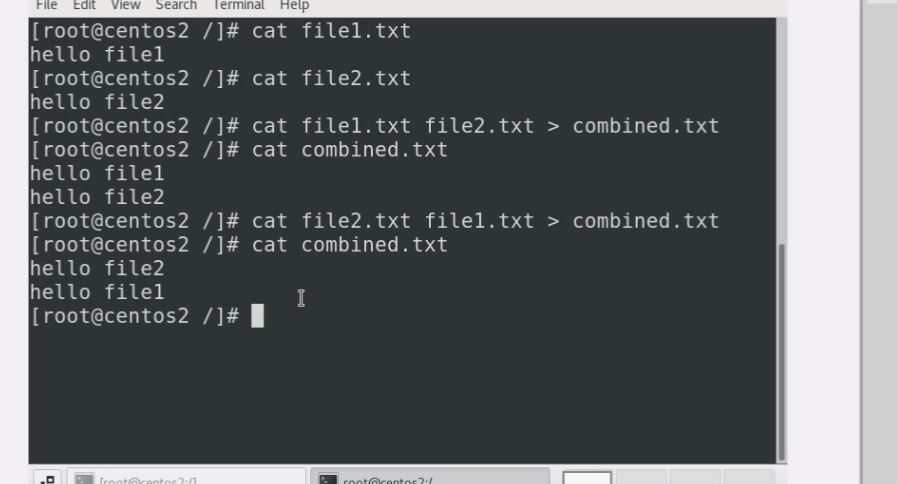 File Edit View Search Terminal Help
[root@centos2 /]# cat file1.txt
hello file1
[root@centos2 /]# cat file2.txt
hello file2
[root@centos2 /]# cat file1.txt file2.txt > combined.txt
[root@centos2 /]# cat combined.txt
hello file1
hello file2
[root@centos2 /]# cat file2.txt file1.txt > combined.txt
[root@centos2 /]# cat combined.txt
hello file2
hello file1
[root@centos2 /]#
[root@centos2:/] root@centos2:/